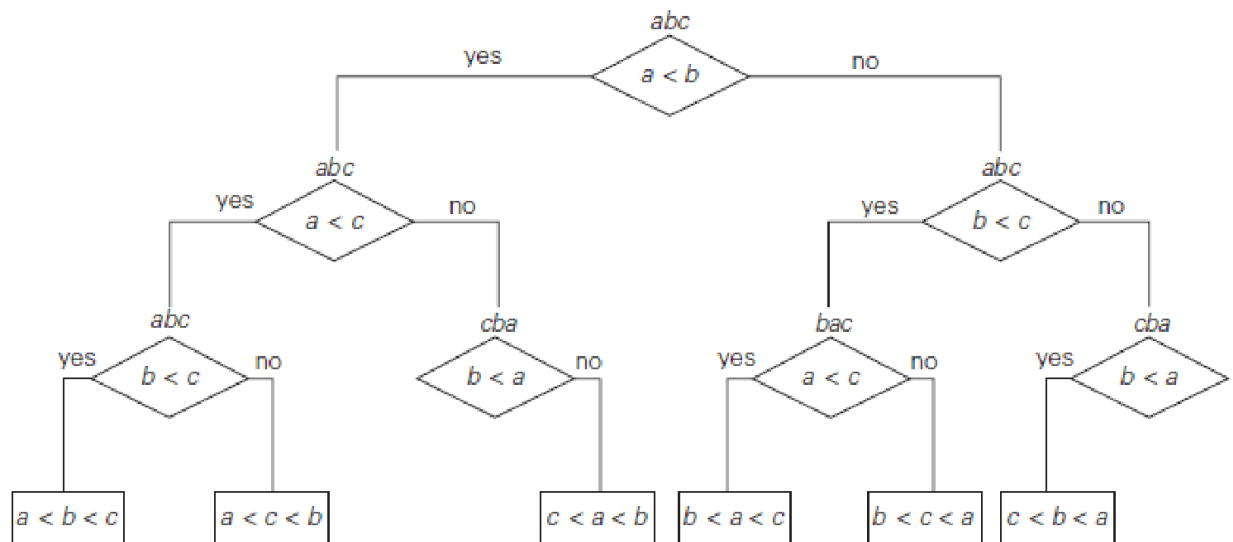 abc
yes a < b no
abc abc
yes a < c no yes b < c no
abc cba bac cba
yes b < c no b < a no yes a < c no yes b < a
a < b < c a < c < b c < a < b b < a < c b < c < a c < b < a